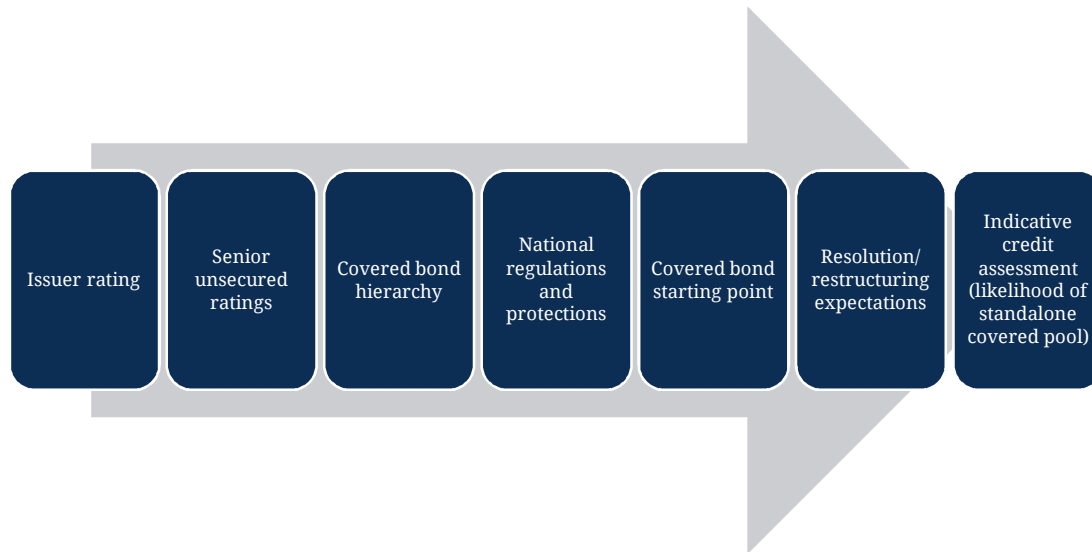 Issuer rating
Senior
unsecured
ratings
Covered bond
hierarchy
National
regulations
and
protections
Covered bond
starting point
Resolution/
restructuring
expectations
Indicative
credit
assessment
(likelihood of
standalone
covered pool)